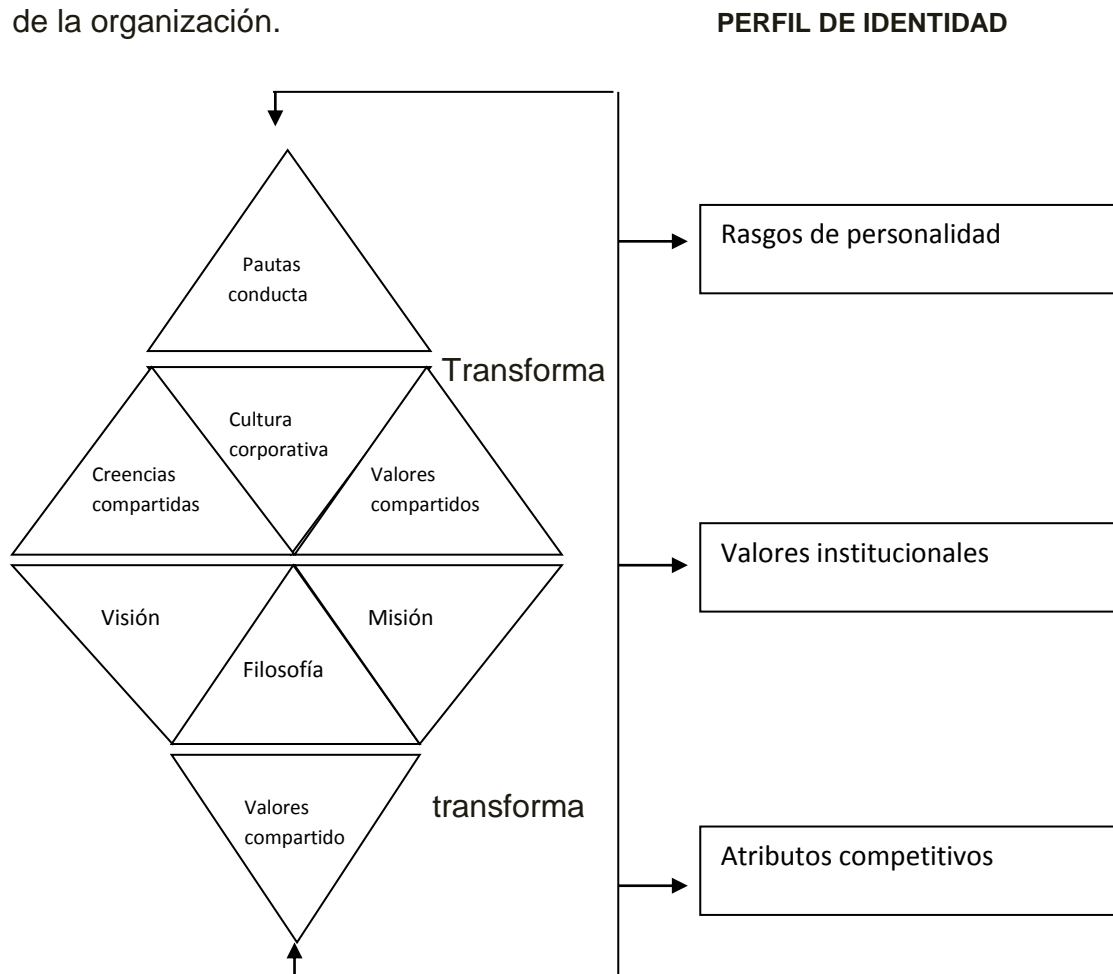 de la organización.
PERFIL DE IDENTIDAD
Pautas
conducta
Rasgos de personalidad
Transforma
Cultura
corporativa
Creencias
compartidas
Valores
compartidos
Valores institucionales
Visión
Misión
Filosofía
Valores
compartido
transforma
Atributos competitivos